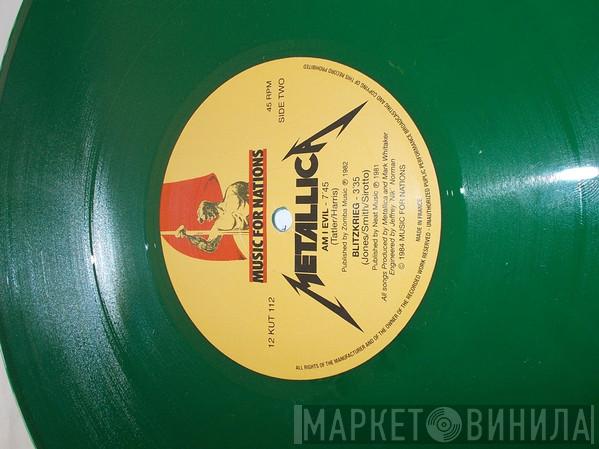 MUSIC FOR NATIONS
45 RPM
SIDE TWO
12 KUT 112
METALLICA
AM I EVIL - 7'45
(Tatler/Harris)
Published by Zomba Music ℗ 1982
BLITZKRIEG - 3'35
(Jones/Smith/Sirotto)
Published by Neat Music ℗ 1981
All songs Produced by Metallica and Mark Whitaker
Engineered by Jeffrey "Nik" Norman
© 1984 MUSIC FOR NATIONS
MADE IN FRANCE
ALL RIGHTS OF THE MANUFACTURER AND OF THE OWNER OF THE RECORDED WORK RESERVED - UNAUTHORIZED PUBLIC PERFORMANCE BROADCASTING AND COPYING OF THIS RECORD PROHIBITED
МАРКЕТ ВИНИЛА